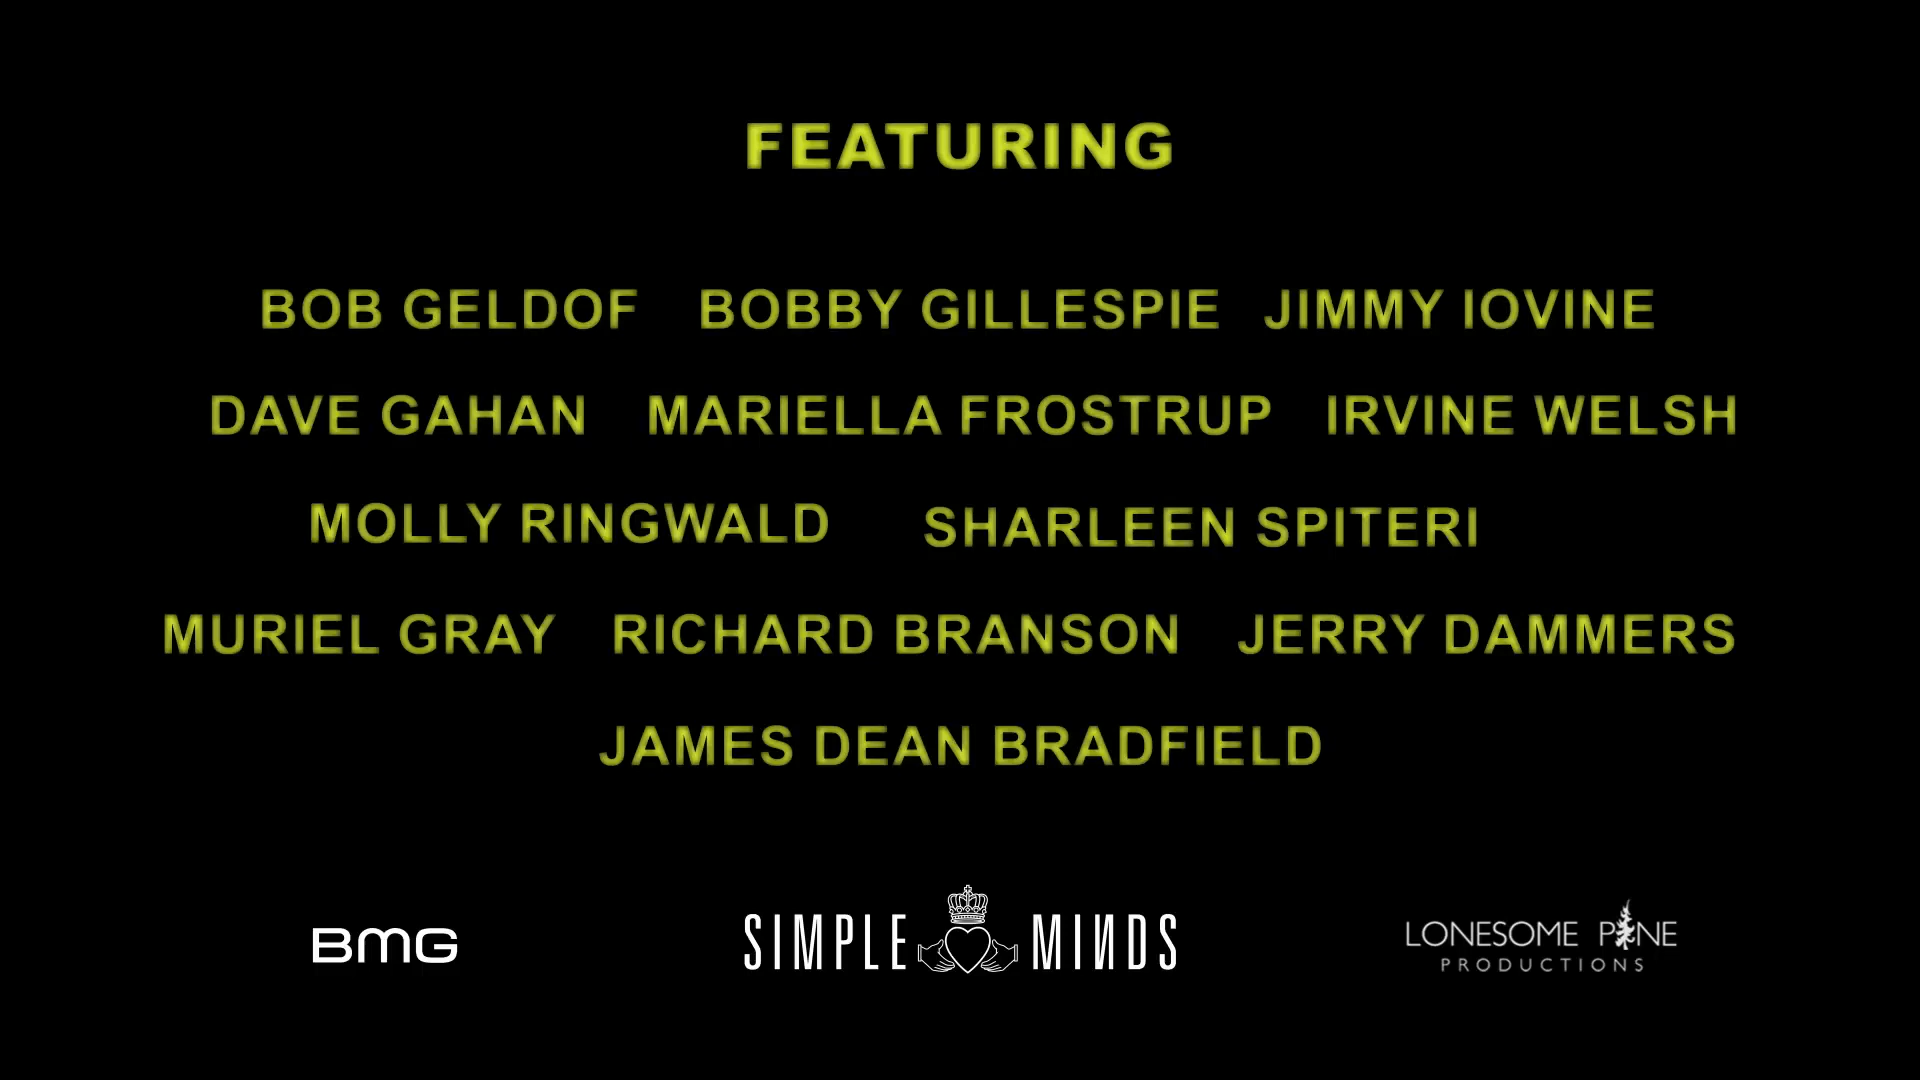 FEATURING
BOB GELDOF BOBBY GILLESPIE JIMMY IOVINE
DAVE GAHAN MARIELLA FROSTRUP IRVINE WELSH
MOLLY RINGWALD SHARLEEN SPITERI
MURIEL GRAY RICHARD BRANSON JERRY DAMMERS
JAMES DEAN BRADFIELD
BMG SIMPLE MINDS LONESOME PINE
PRODUCTIONS